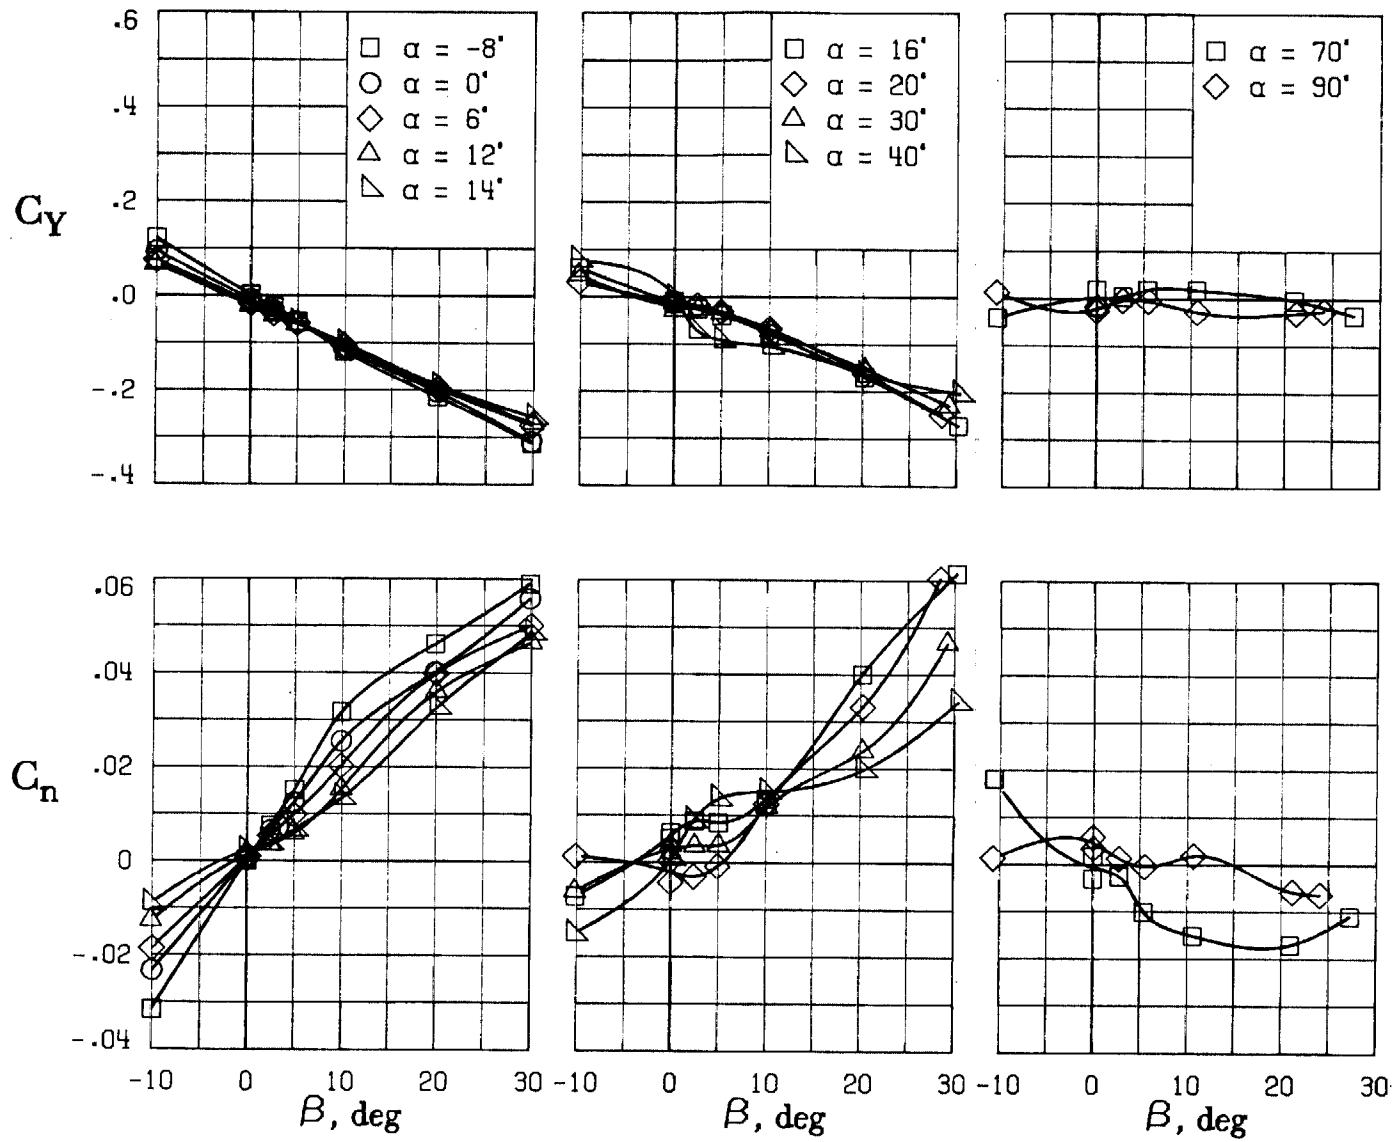 .6
.4
.2
.0
-.2
-.4
C_Y
α = -8°
α = 0°
α = 6°
α = 12°
α = 14°
α = 16°
α = 20°
α = 30°
α = 40°
α = 70°
α = 90°
.06
.04
.02
0
-.02
-.04
C_n
-10 0 10 20 30
β, deg
-10 0 10 20 30
β, deg
-10 0 10 20 30
β, deg